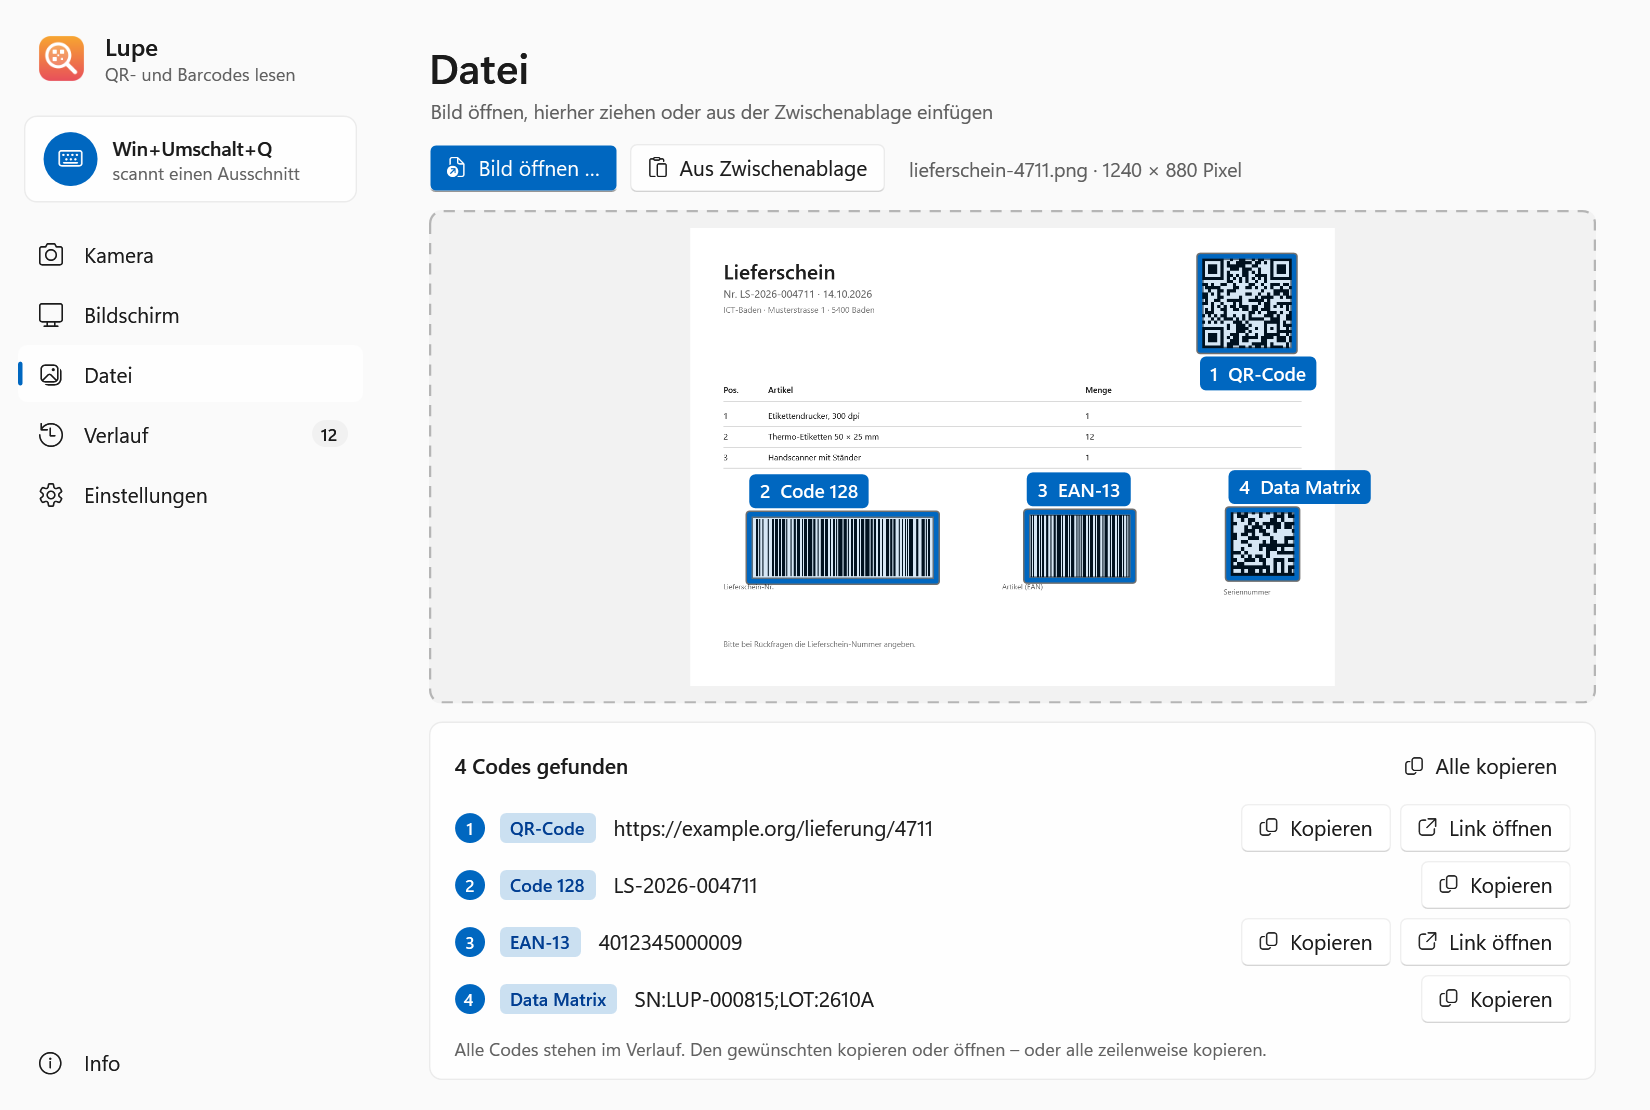 Lupe
QR- und Barcodes lesen
Win+Umschalt+Q
scannt einen Ausschnitt
Kamera
Bildschirm
Datei
Verlauf 12
Einstellungen
Info
Datei
Bild öffnen, hierher ziehen oder aus der Zwischenablage einfügen
Bild öffnen ... Aus Zwischenablage lieferschein-4711.png · 1240 × 880 Pixel
Lieferschein
Nr. LS-2026-004711 · 14.10.2026
ICT-Baden · Musterstrasse 1 · 5400 Baden
1 QR-Code
Pos. Artikel Menge
1 Etikettendrucker, 300 dpi 1
2 Thermo-Etiketten 50 × 25 mm 12
3 Handscanner mit Ständer 1
2 Code 128 3 EAN-13 4 Data Matrix
Lieferschein-Nr. Artikel (EAN) Seriennummer
Bitte bei Rückfragen die Lieferschein-Nummer angeben.
4 Codes gefunden Alle kopieren
1 QR-Code https://example.org/lieferung/4711 Kopieren Link öffnen
2 Code 128 LS-2026-004711 Kopieren
3 EAN-13 4012345000009 Kopieren Link öffnen
4 Data Matrix SN:LUP-000815;LOT:2610A Kopieren
Alle Codes stehen im Verlauf. Den gewünschten kopieren oder öffnen – oder alle zeilenweise kopieren.